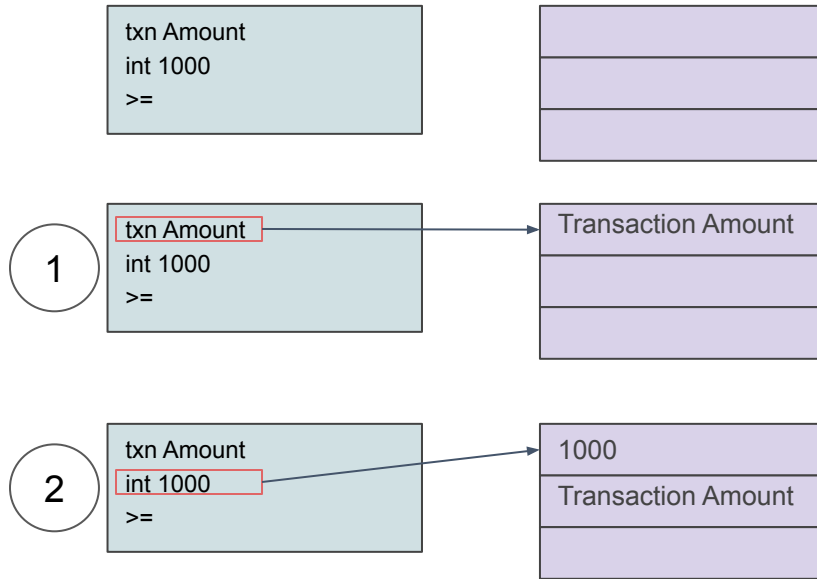 txn Amount
int 1000
>=
1
txn Amount
int 1000
>=
Transaction Amount
2
txn Amount
int 1000
>=
1000
Transaction Amount